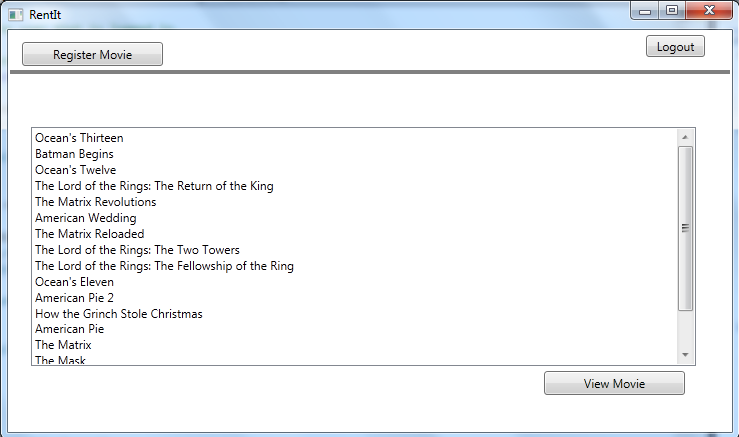 RentIt
Register Movie
Logout
Ocean's Thirteen
Batman Begins
Ocean's Twelve
The Lord of the Rings: The Return of the King
The Matrix Revolutions
American Wedding
The Matrix Reloaded
The Lord of the Rings: The Two Towers
The Lord of the Rings: The Fellowship of the Ring
Ocean's Eleven
American Pie 2
How the Grinch Stole Christmas
American Pie
The Matrix
The Mask
View Movie